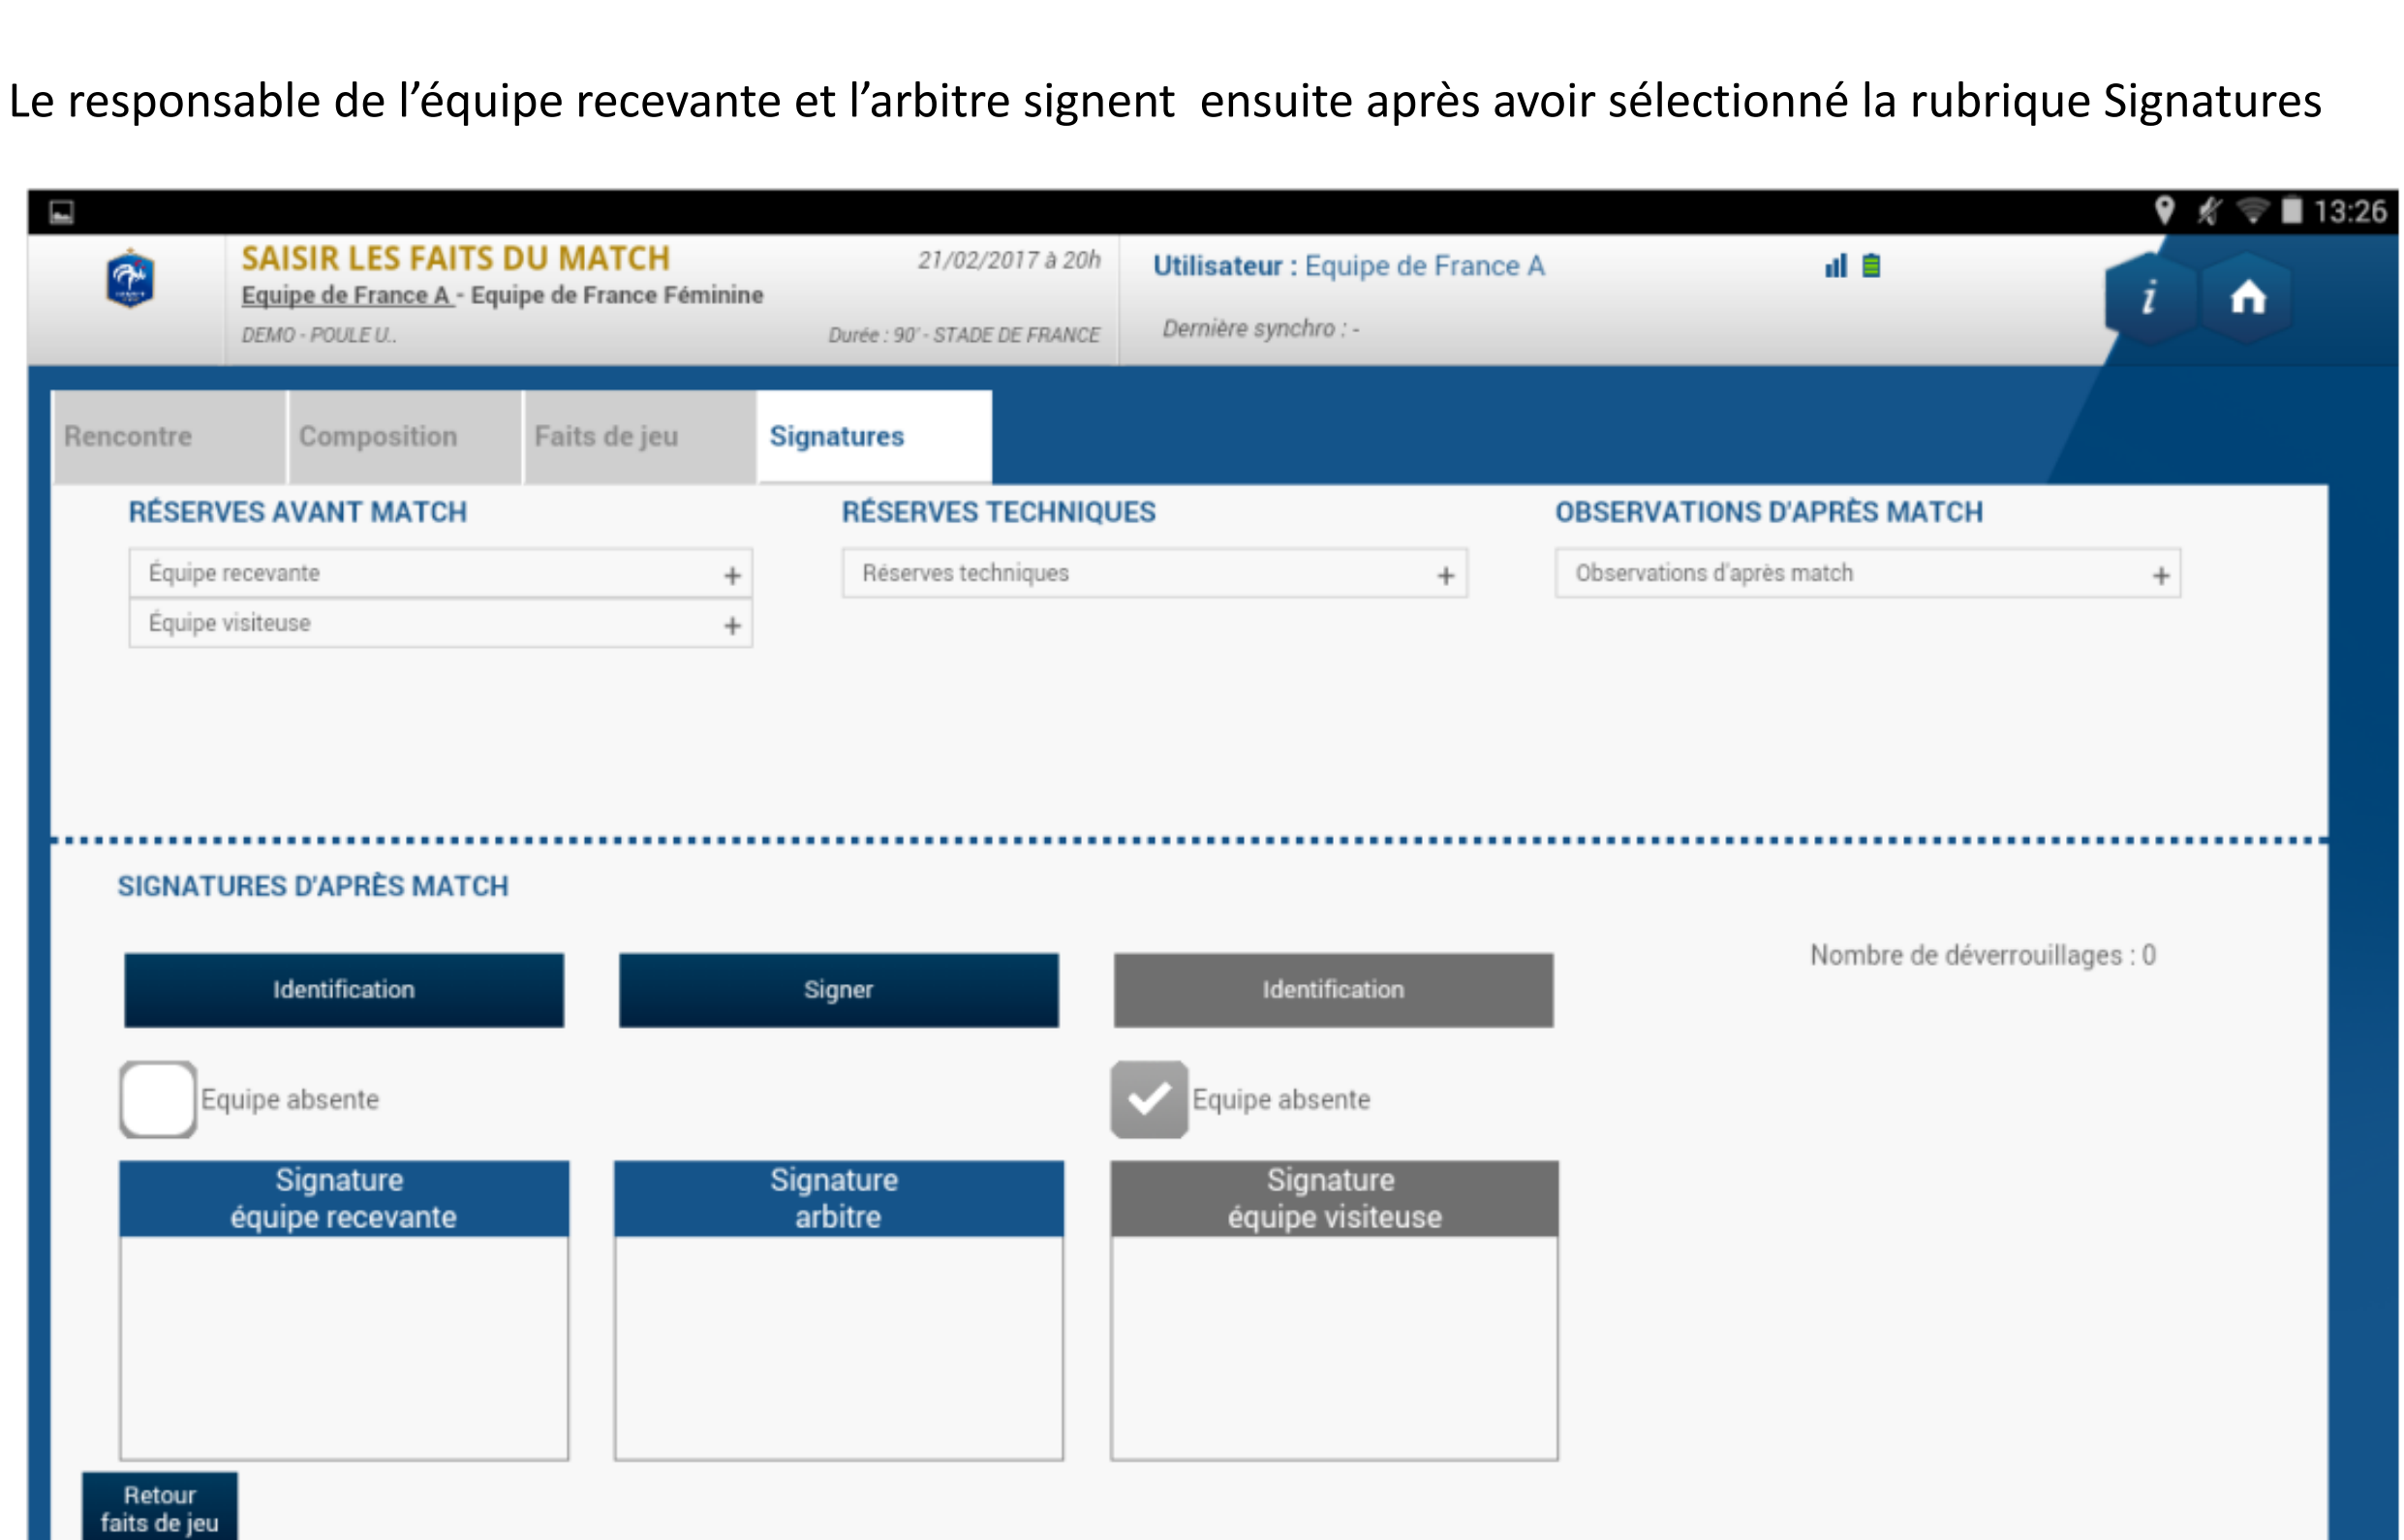 Le responsable de l’équipe recevante et l’arbitre signent  ensuite après avoir sélectionné la rubrique Signatures
13:26
SAISIR LES FAITS DU MATCH
21/02/2017 à 20h
Equipe de France A - Equipe de France Féminine
DEMO - POULE U..
Durée : 90' - STADE DE FRANCE
Utilisateur : Equipe de France A
Dernière synchro : -
i
Rencontre
Composition
Faits de jeu
Signatures
RÉSERVES AVANT MATCH
Équipe recevante +
Équipe visiteuse +
RÉSERVES TECHNIQUES
Réserves techniques +
OBSERVATIONS D'APRÈS MATCH
Observations d'après match +
SIGNATURES D'APRÈS MATCH
Identification
Signer
Identification
Nombre de déverrouillages : 0
Equipe absente
Equipe absente
Signature
équipe recevante
Signature
arbitre
Signature
équipe visiteuse
Retour
faits de jeu